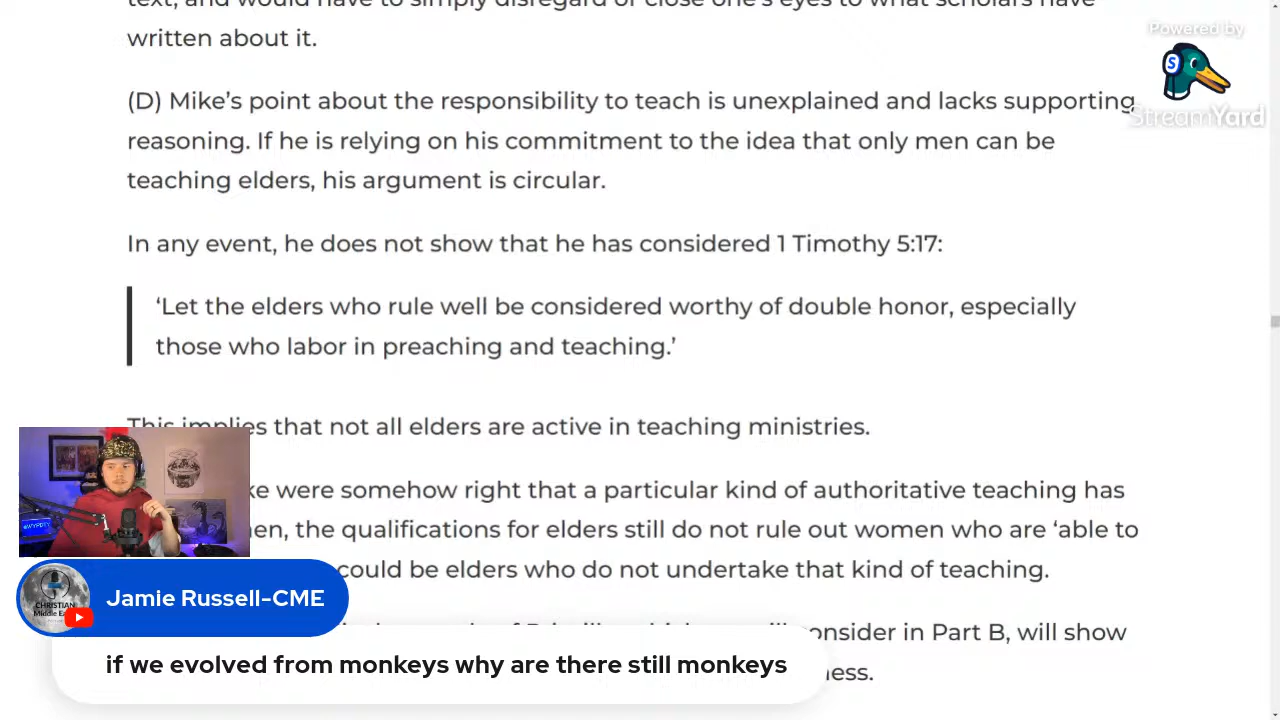 text, and would have to simply disregard or close one's eyes to what scholars have
written about it.
Powered by
StreamYard
(D) Mike's point about the responsibility to teach is unexplained and lacks supporting
reasoning. If he is relying on his commitment to the idea that only men can be
teaching elders, his argument is circular.
In any event, he does not show that he has considered 1 Timothy 5:17:
‘Let the elders who rule well be considered worthy of double honor, especially
those who labor in preaching and teaching.’
This implies that not all elders are active in teaching ministries.
were somehow right that a particular kind of authoritative teaching has
the qualifications for elders still do not rule out women who are ‘able to
could be elders who do not undertake that kind of teaching.
consider in Part B, will show
#WYPDTY
CHRISTIAN
Jamie Russell-CME
if we evolved from monkeys why are there still monkeys